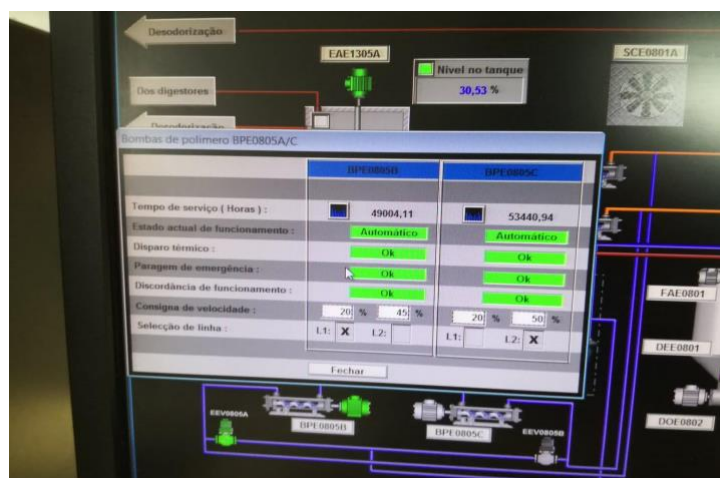 Desodorização
EAE1305A
SCE0801A
Nível no tanque
30,53 %
Dos digestores
Desodorização
Bombas de polímero BPE0805A/C
BPE0805B
BPE0805C
Tempo de serviço ( Horas ) :
49004,11
53440,94
Estado actual de funcionamento :
Automático
Automático
Disparo térmico :
Ok
Ok
Paragem de emergência :
Ok
Ok
Discordância de funcionamento :
Ok
Ok
Consigna de velocidade :
20 % 45 %
20 % 50 %
Selecção de linha :
L1: X L2:
L1: L2: X
Fechar
FAE0801
DEE0801
DOE0802
EEV0805A
BPE0805B
BPE0805C
EEV0805B